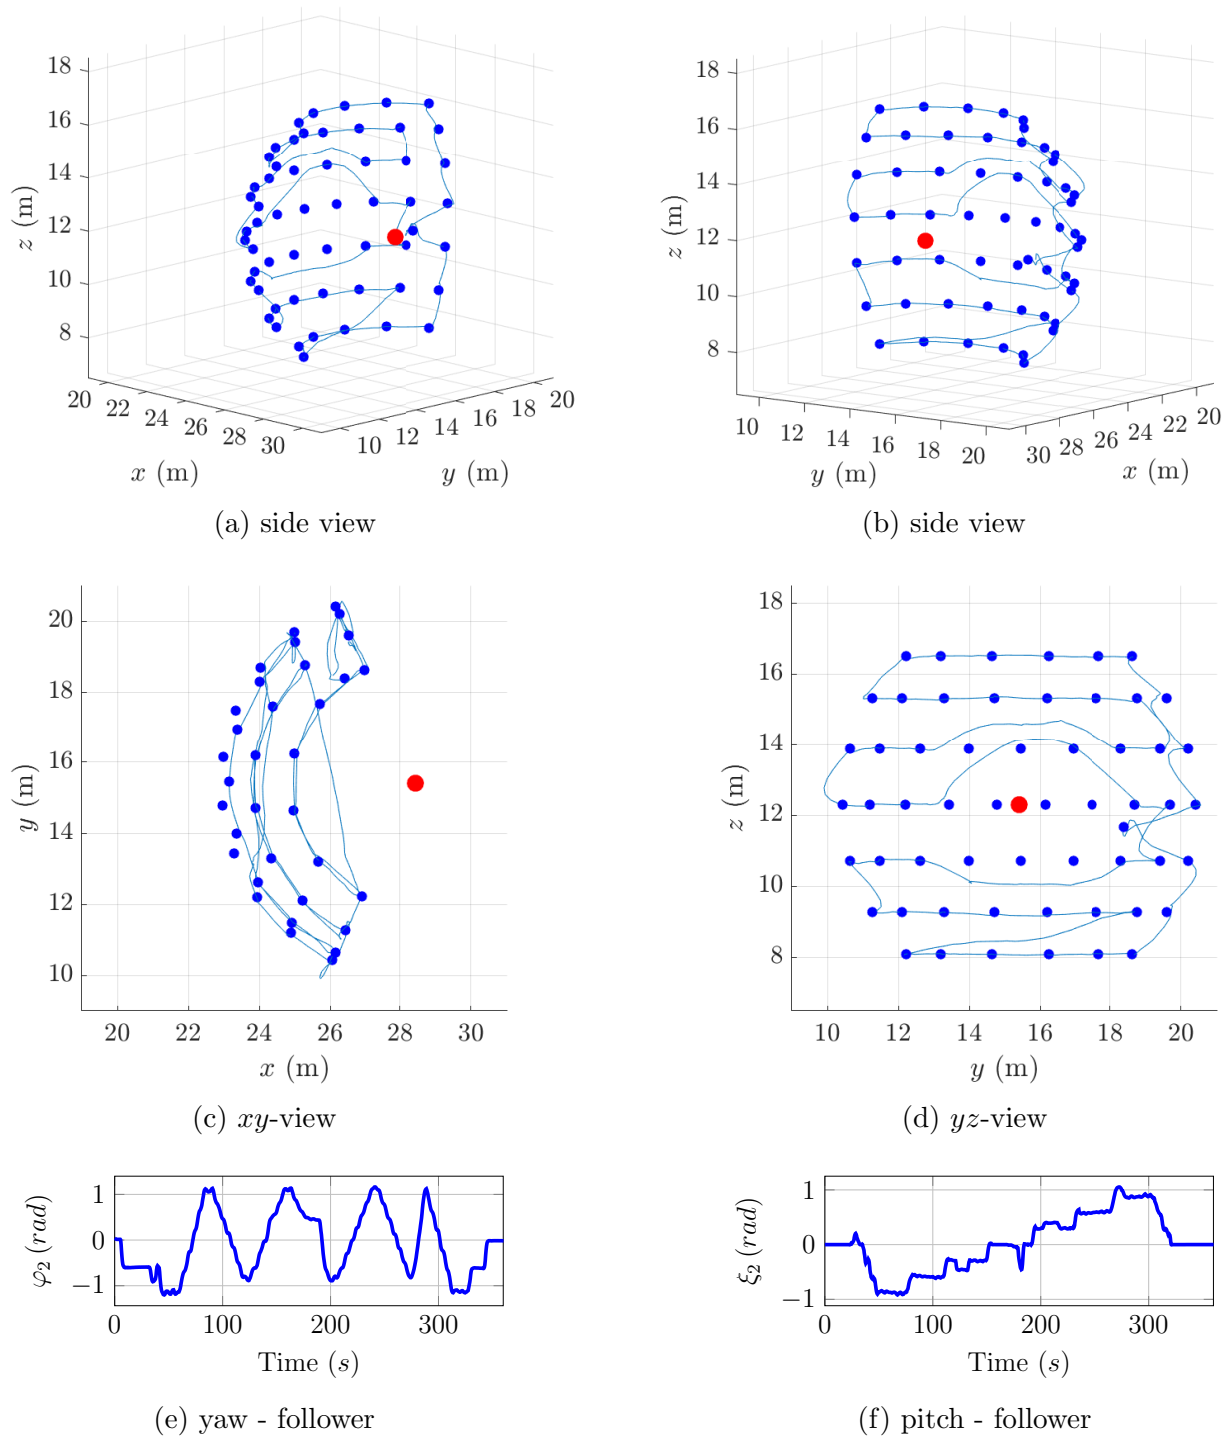 18
16
14
12
10
8
z (m)
20 22 24 26 28 30
x (m)
10 12 14 16 18 20
y (m)
(a) side view
18
16
14
12
10
8
z (m)
10 12 14 16 18 20
y (m)
30 28 26 24 22 20
x (m)
(b) side view
20
18
16
14
12
10
y (m)
20 22 24 26 28 30
x (m)
(c) xy-view
18
16
14
12
10
8
z (m)
10 12 14 16 18 20
y (m)
(d) yz-view
1
0
−1
φ₂ (rad)
0 100 200 300
Time (s)
(e) yaw - follower
1
0
−1
ξ₂ (rad)
0 100 200 300
Time (s)
(f) pitch - follower